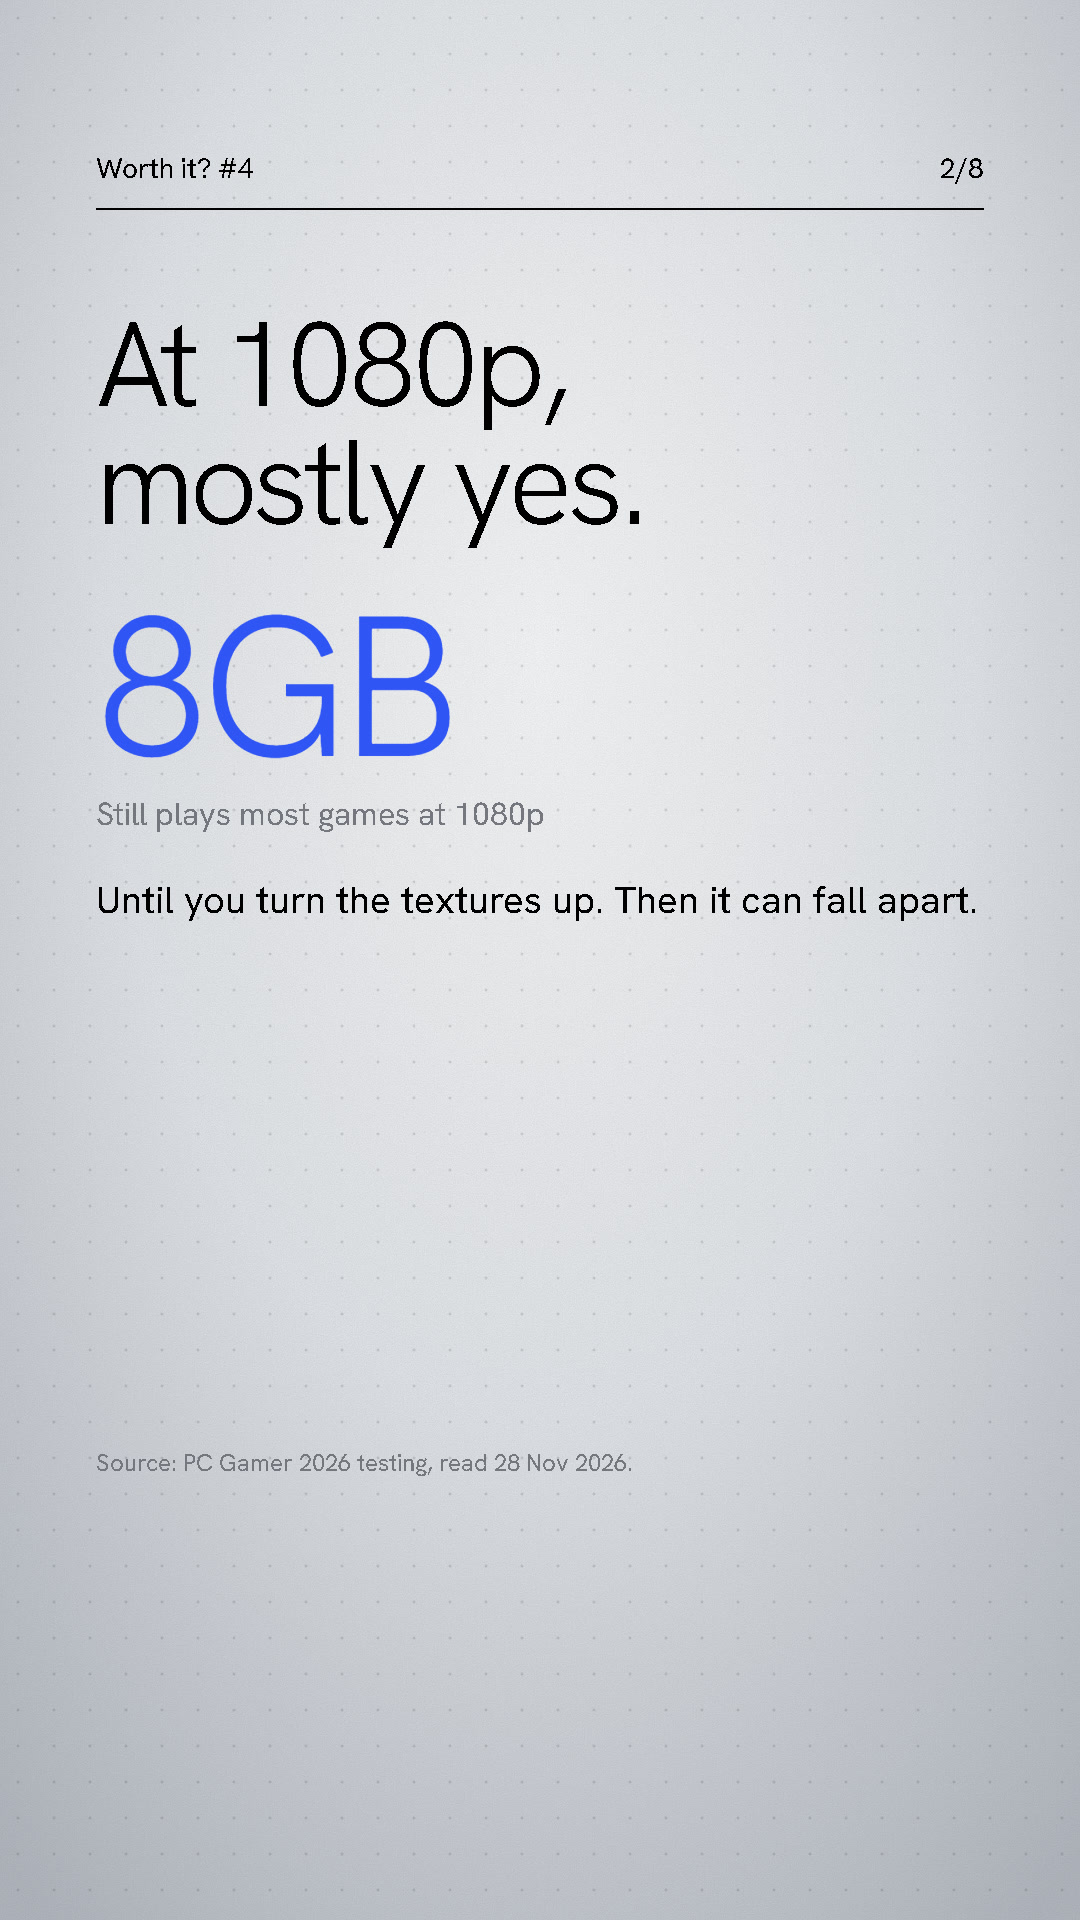 Worth it? #4
2/8
At 1080p,
mostly yes.
8GB
Still plays most games at 1080p
Until you turn the textures up. Then it can fall apart.
Source: PC Gamer 2026 testing, read 28 Nov 2026.